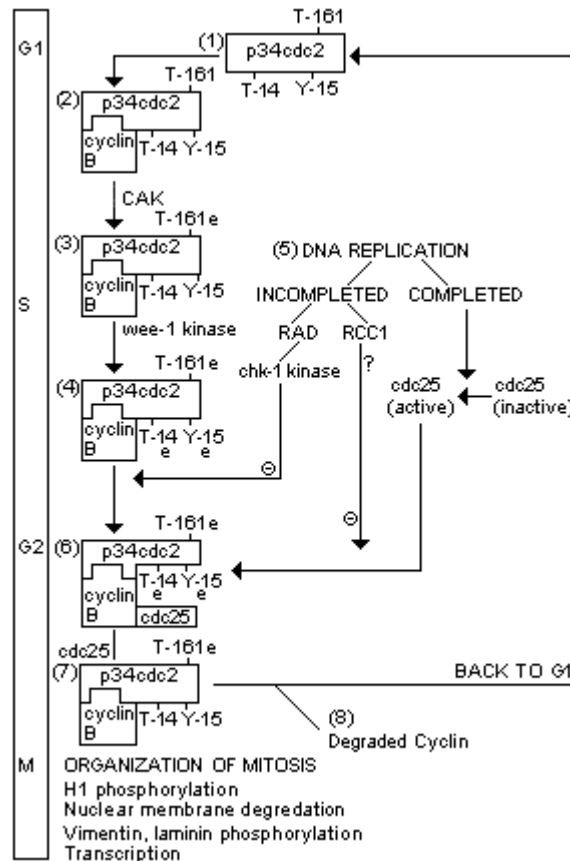 T-161
G1
(1)
p34cdc2
T-161
T-14
Y-15
(2)
p34cdc2
cyclin
B
T-14 Y-15
CAK
T-161e
(3)
p34cdc2
(5) DNA REPLICATION
cyclin
B
T-14 Y-15
INCOMPLETED
COMPLETED
S
wee-1 kinase
RAD
RCC1
T-161e
?
chk-1 kinase
(4)
p34cdc2
cdc25
(active)
cdc25
(inactive)
cyclin
B
T-14 Y-15
e e
⊖
T-161e
⊖
G2
(6)
p34cdc2
cyclin
B
T-14 Y-15
e e
cdc25
cdc25
T-161e
(7)
p34cdc2
BACK TO G1
cyclin
B
T-14 Y-15
(8)
Degraded Cyclin
M
ORGANIZATION OF MITOSIS
H1 phosphorylation
Nuclear membrane degredation
Vimentin, laminin phosphorylation
Transcription